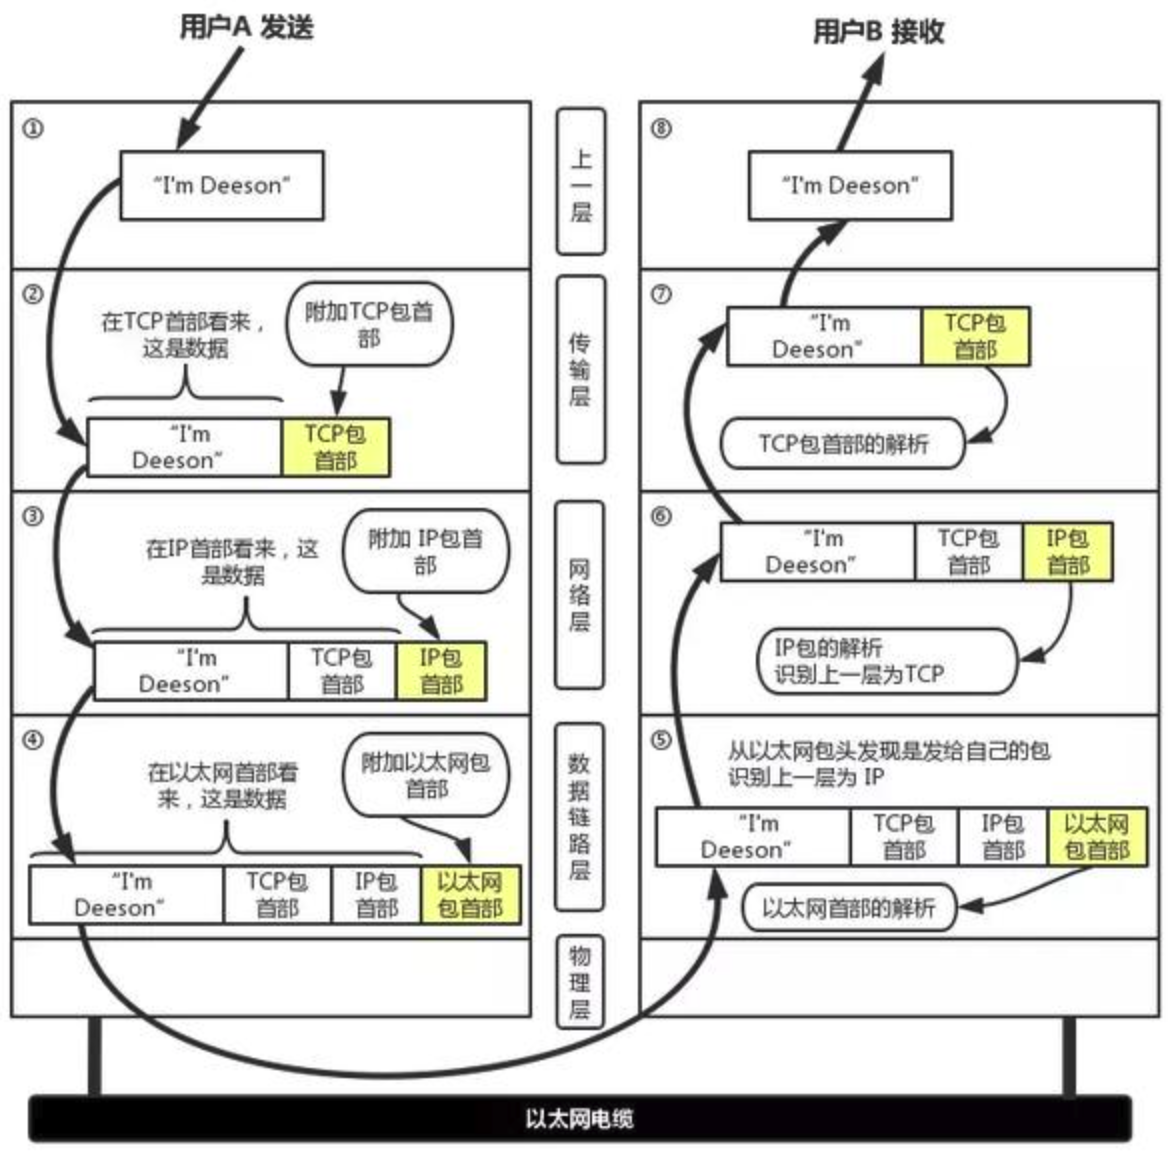 用户A 发送
①
“I'm Deeson”
②
在TCP首部看来，
这是数据
附加TCP包首
部
“I'm
Deeson”
TCP包
首部
③
在IP首部看来，这
是数据
附加 IP包首
部
“I'm
Deeson”
TCP包
首部
IP包
首部
④
在以太网首部看
来，这是数据
附加以太网包
首部
“I'm
Deeson”
TCP包
首部
IP包
首部
以太网
包首部
上一层
传输层
网络层
数据链路层
物理层
用户B 接收
⑧
“I'm Deeson”
⑦
“I'm
Deeson”
TCP包
首部
TCP包首部的解析
⑥
“I'm
Deeson”
TCP包
首部
IP包
首部
IP包的解析
识别上一层为TCP
⑤
从以太网包头发现是发给自己的包
识别上一层为 IP
“I'm
Deeson”
TCP包
首部
IP包
首部
以太网
包首部
以太网首部的解析
以太网电缆